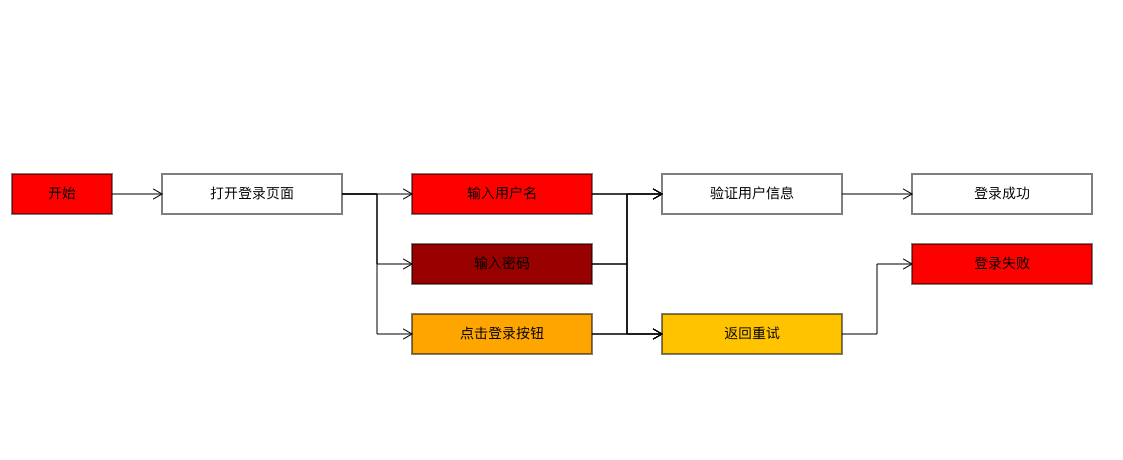 开始
打开登录页面
输入用户名
验证用户信息
登录成功
输入密码
登录失败
点击登录按钮
返回重试